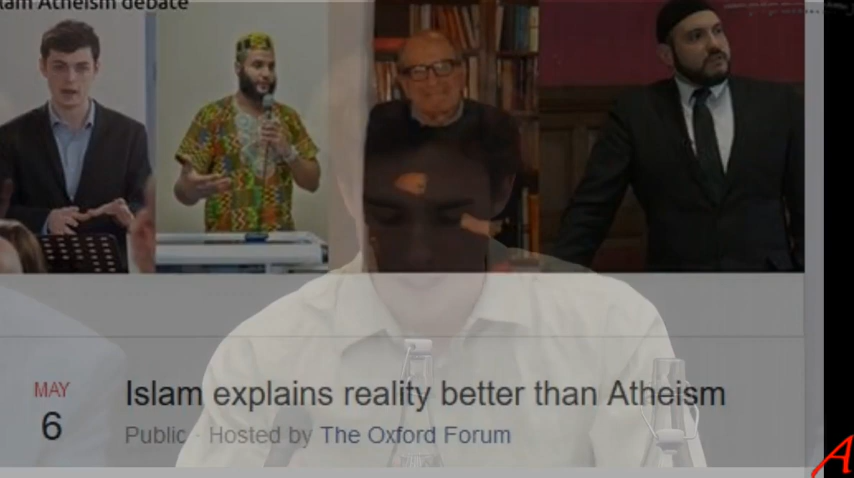 lam Atheism debate
MAY
6
Islam explains reality better than Atheism
Public · Hosted by The Oxford Forum
A